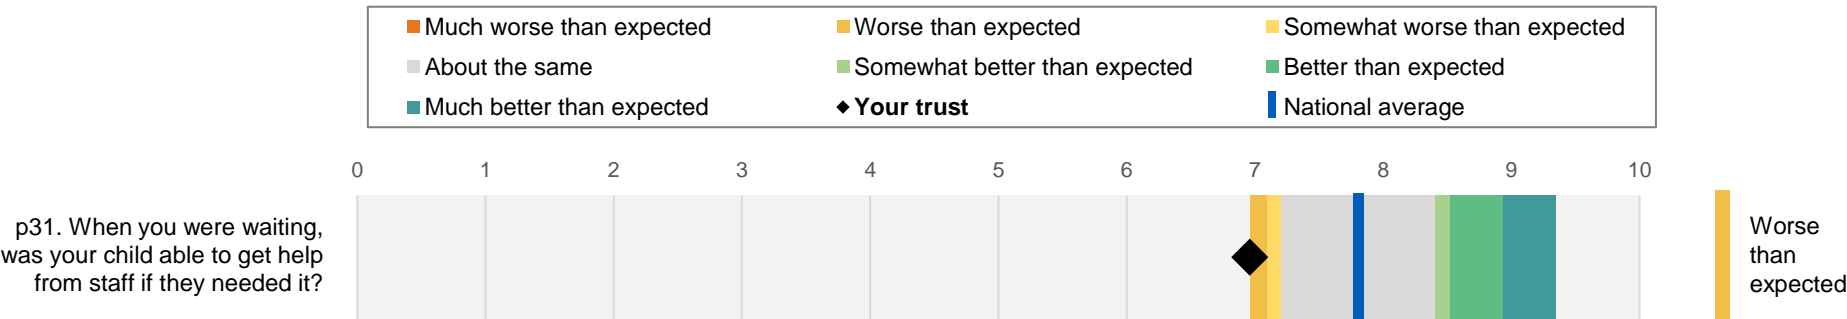 Much worse than expected
Worse than expected
Somewhat worse than expected
About the same
Somewhat better than expected
Better than expected
Much better than expected
Your trust
National average
0 1 2 3 4 5 6 7 8 9 10
p31. When you were waiting,
was your child able to get help
from staff if they needed it?
Worse
than
expected